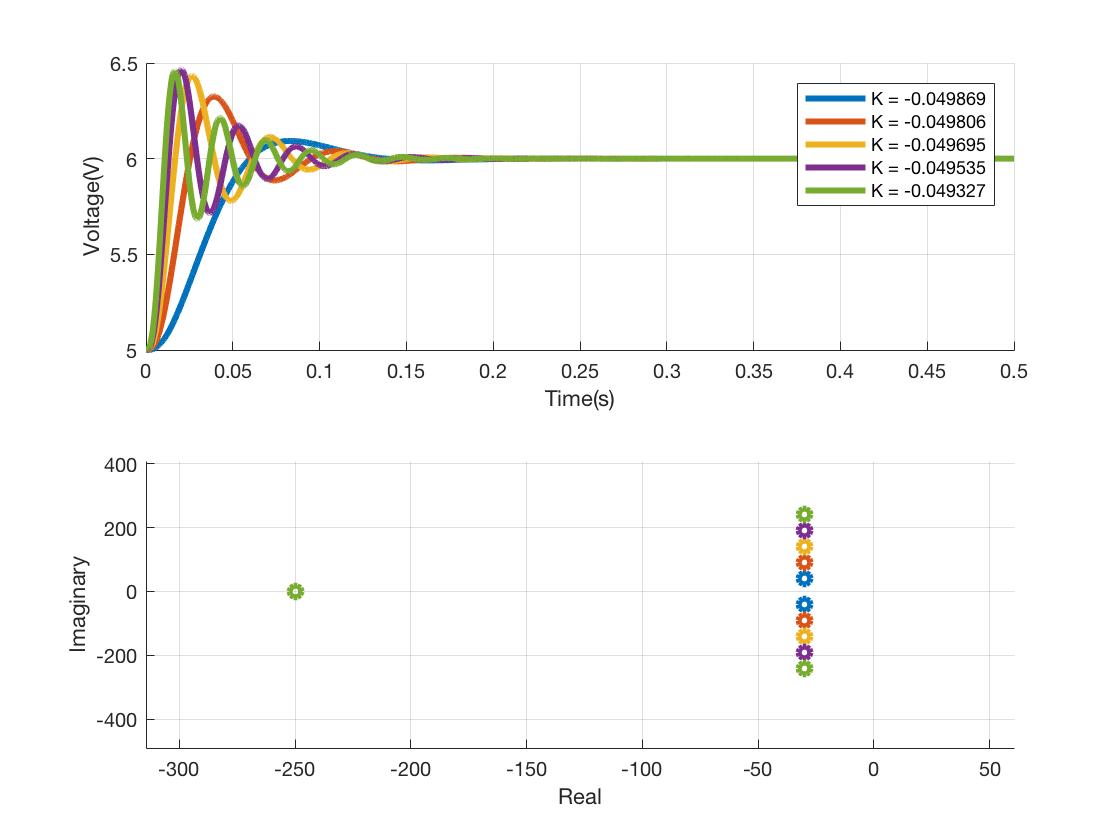 6.5
6
5.5
5
Voltage(V)
K = -0.049869
K = -0.049806
K = -0.049695
K = -0.049535
K = -0.049327
0 0.05 0.1 0.15 0.2 0.25 0.3 0.35 0.4 0.45 0.5
Time(s)
400
200
0
-200
-400
Imaginary
-300 -250 -200 -150 -100 -50 0 50
Real